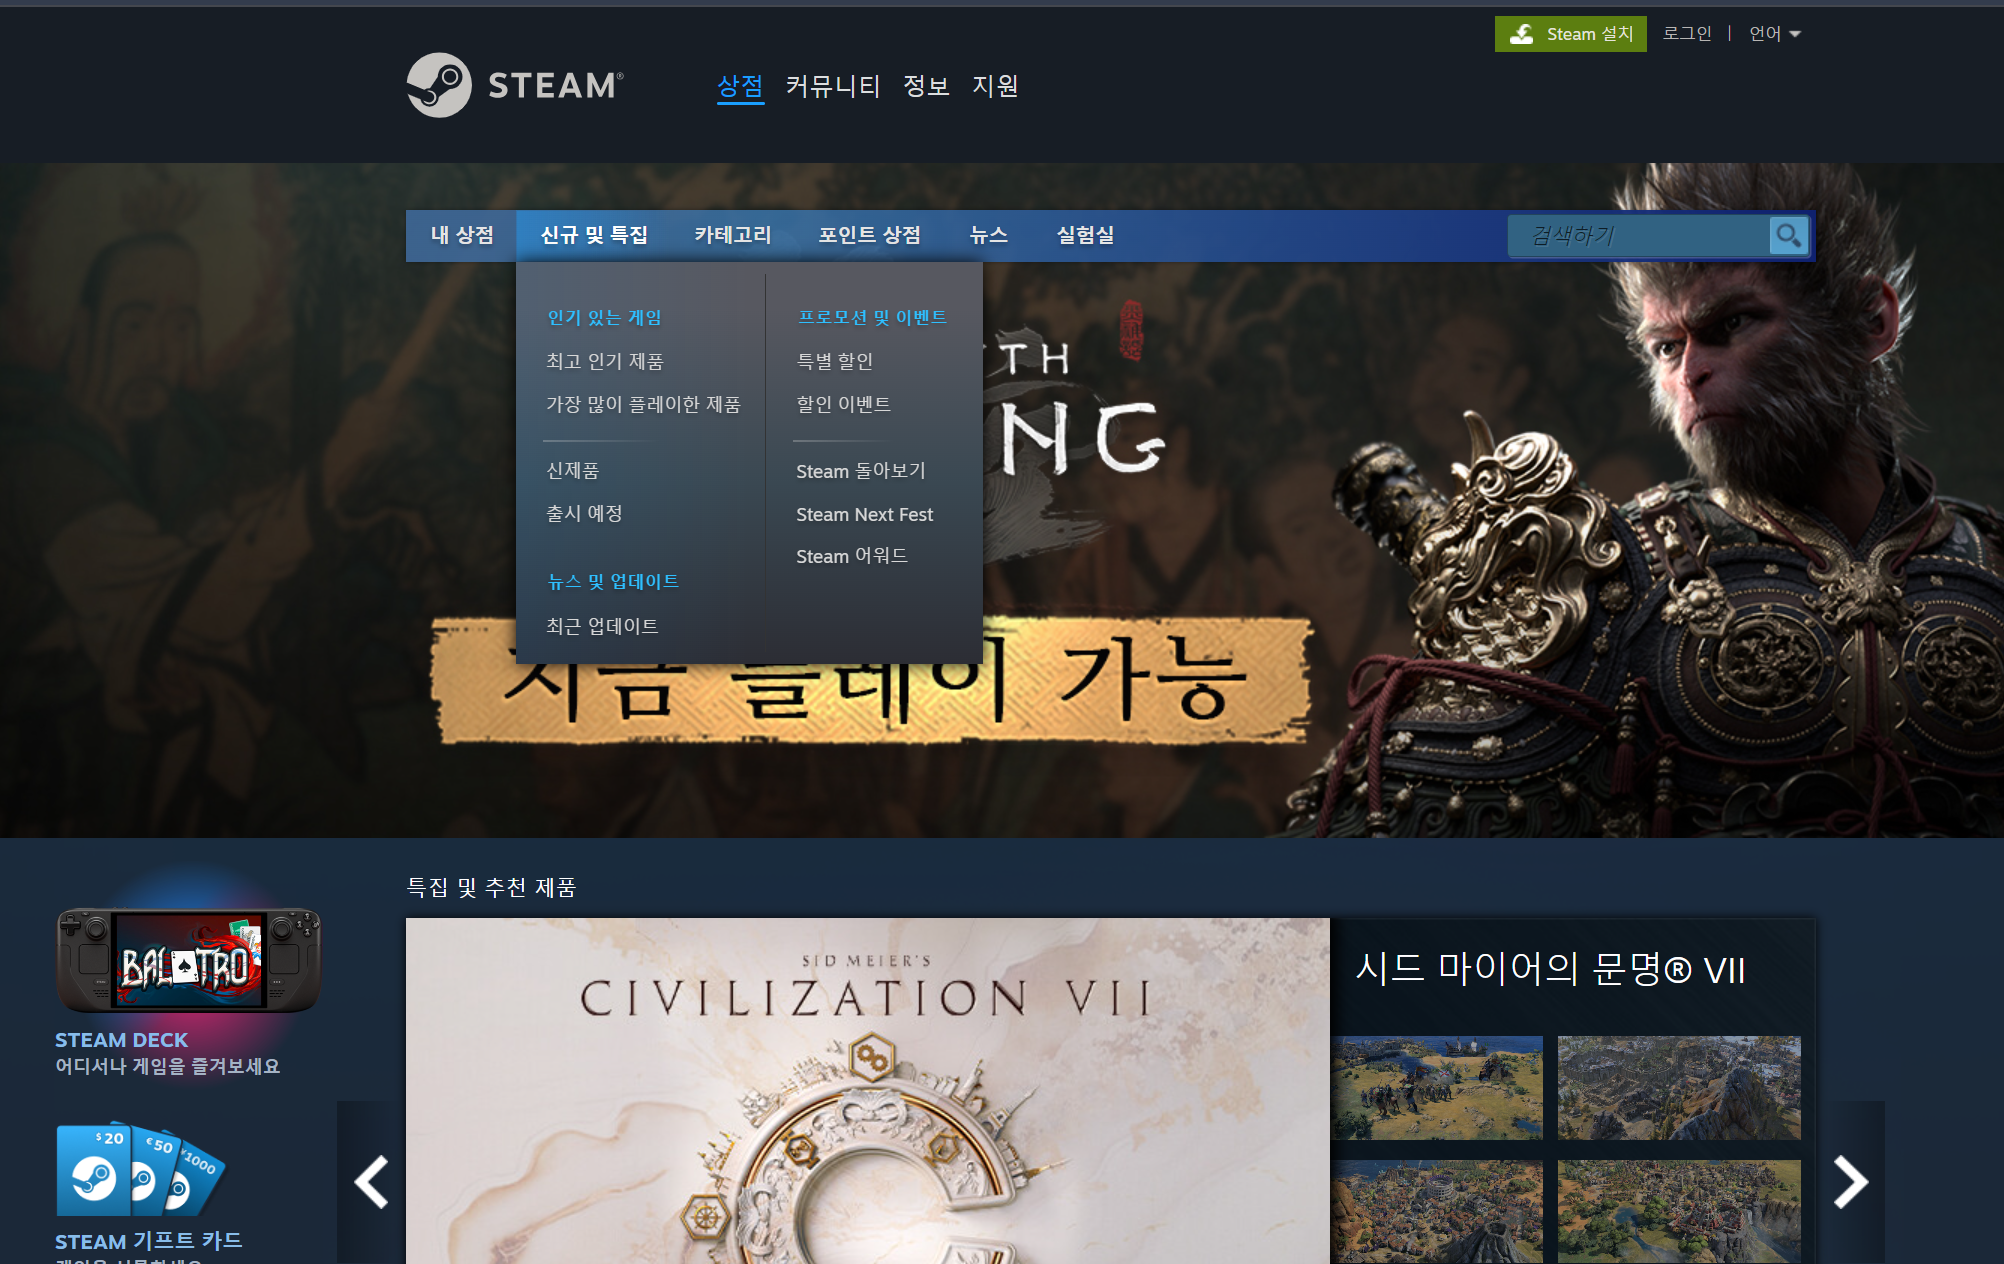 Steam 설치
로그인 | 언어
STEAM®
상점 커뮤니티 정보 지원
내 상점 신규 및 특집 카테고리 포인트 상점 뉴스 실험실
검색하기
인기 있는 게임
최고 인기 제품
가장 많이 플레이한 제품
신제품
출시 예정
뉴스 및 업데이트
최근 업데이트
프로모션 및 이벤트
특별 할인
할인 이벤트
Steam 돌아보기
Steam Next Fest
Steam 어워드
지금 플레이 가능
특집 및 추천 제품
BALATRO
STEAM DECK
어디서나 게임을 즐겨보세요
$20 €50 ¥1000
STEAM 기프트 카드
SID MEIER'S
CIVILIZATION VII
시드 마이어의 문명® VII